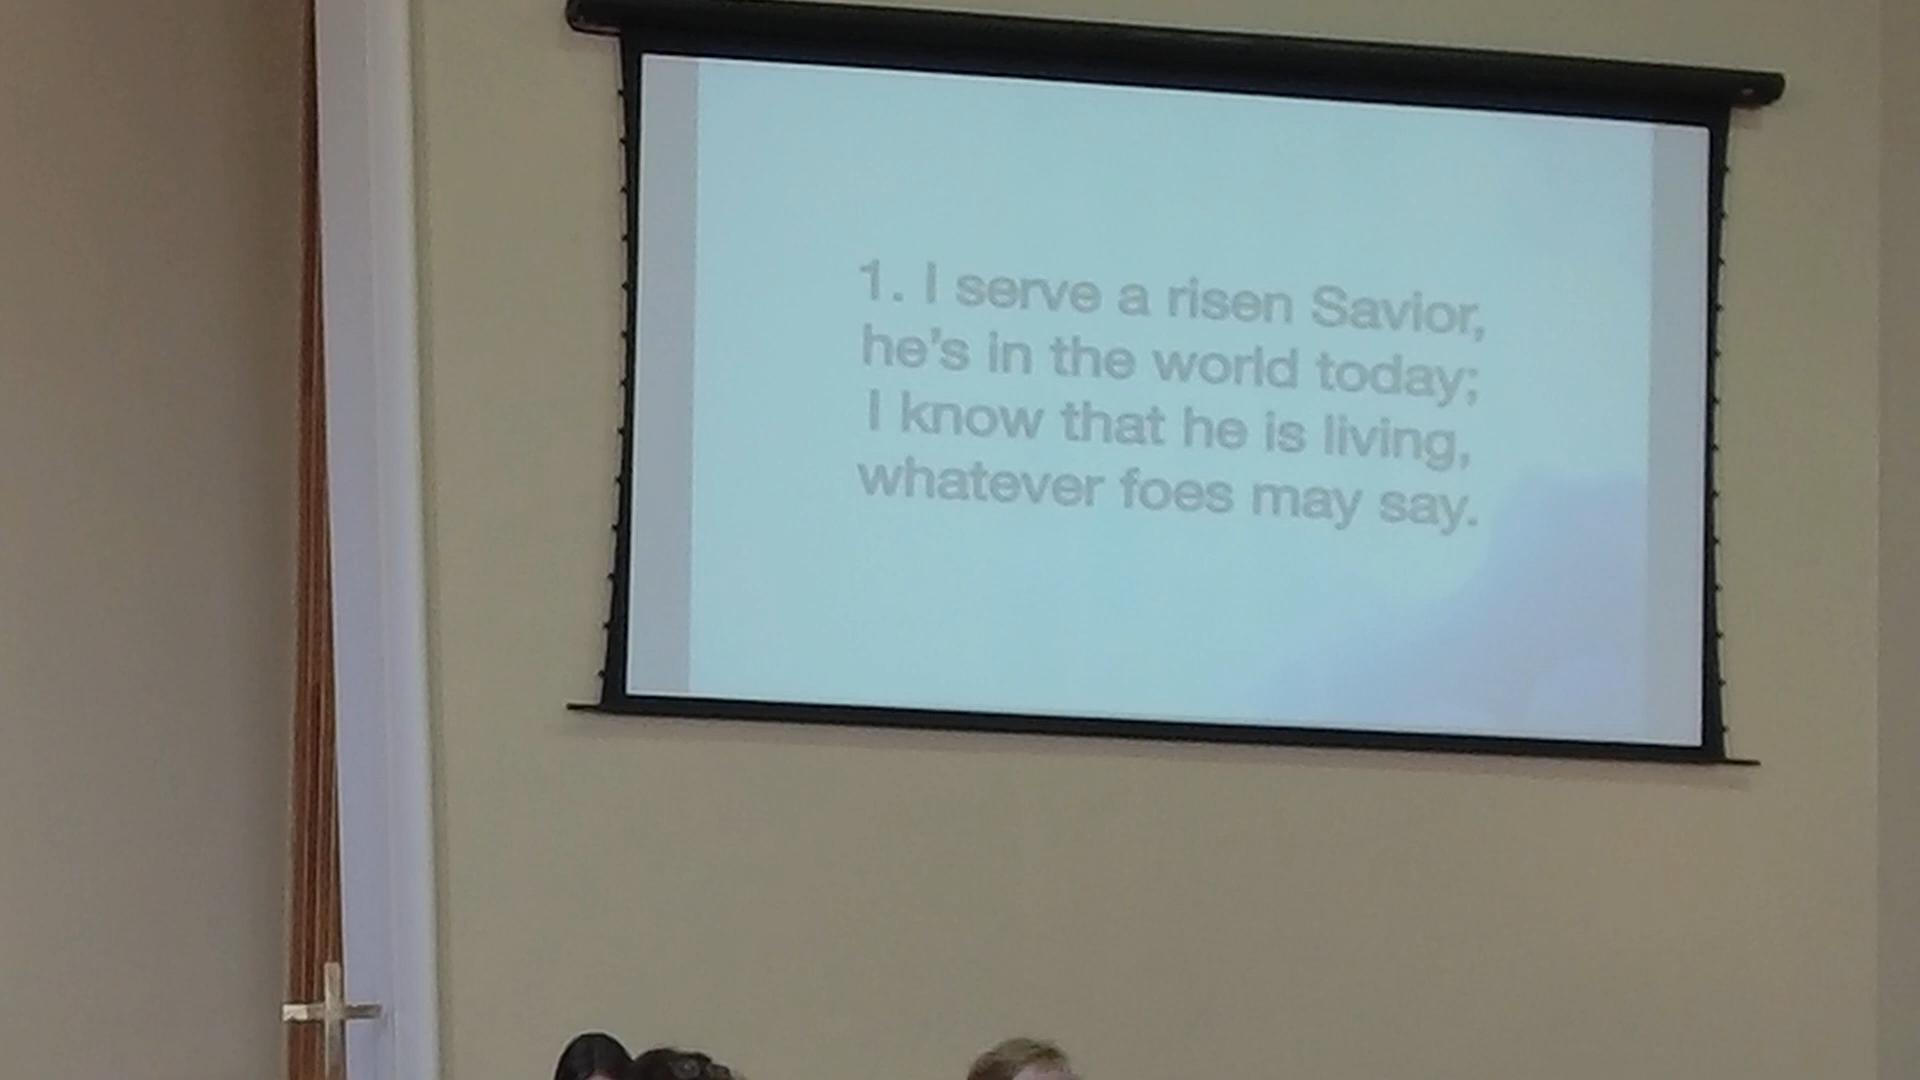 1. I serve a risen Savior,
he's in the world today;
I know that he is living,
whatever foes may say.